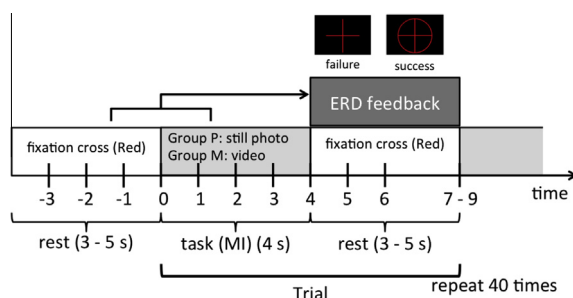 failure
success
ERD feedback
fixation cross (Red)
Group P: still photo
Group M: video
fixation cross (Red)
-3
-2
-1
0
1
2
3
4
5
6
7 - 9
time
rest (3 - 5 s)
task (MI) (4 s)
rest (3 - 5 s)
Trial
repeat 40 times